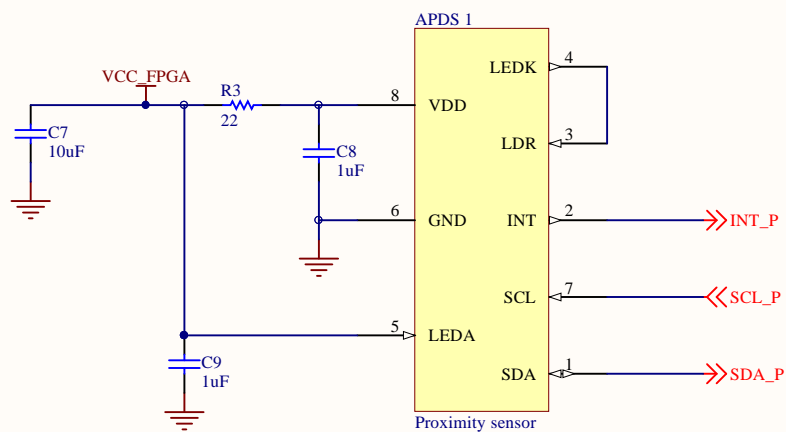 APDS 1
VCC_FPGA
C7
10uF
R3
22
C8
1uF
C9
1uF
8
VDD
6
GND
5
LEDA
LEDK
4
LDR
3
INT
2
INT_P
SCL
7
SCL_P
SDA
1
SDA_P
Proximity sensor